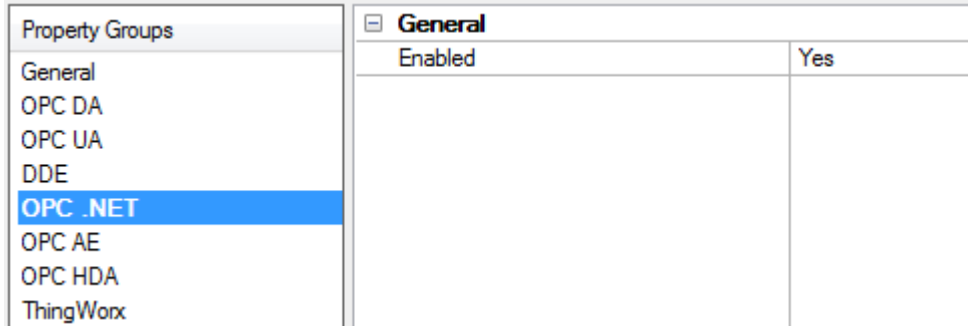 Property Groups
General
OPC DA
OPC UA
DDE
OPC .NET
OPC AE
OPC HDA
ThingWorx
General
Enabled Yes